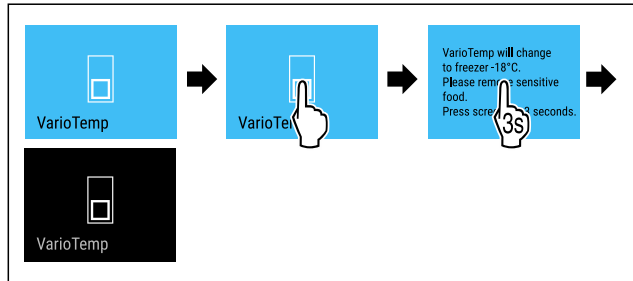 VarioTemp
VarioTe
VarioTemp will change
to freezer -18°C.
Please rem e sensitive
food.
Press scre 3 seconds.
3s
VarioTemp